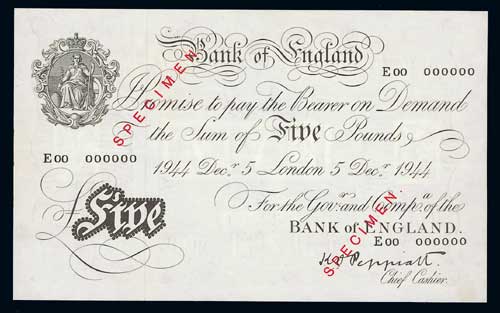 Bank of England
E00 000000
SPECIMEN
Promise to pay the Bearer on Demand
the Sum of Five Pounds
E00 000000
1944 Decr. 5 London 5 Decr. 1944
For the Govr. and Compa. of the
BANK OF ENGLAND.
£Five
E00 000000
SPECIMEN
K O Peppiatt
Chief Cashier.